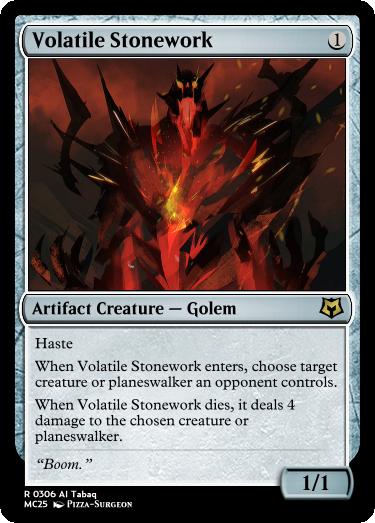 Volatile Stonework
1
Artifact Creature — Golem
Haste
When Volatile Stonework enters, choose target
creature or planeswalker an opponent controls.
When Volatile Stonework dies, it deals 4
damage to the chosen creature or
planeswalker.
“Boom.”
1/1
R 0306 Al Tabaq
MC25 Pizza-Surgeon